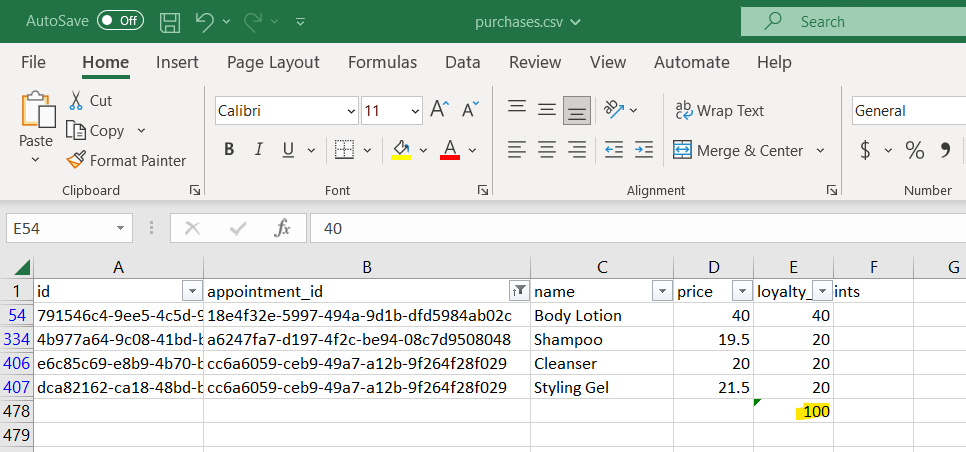 AutoSave Off purchases.csv Search
File Home Insert Page Layout Formulas Data Review View Automate Help
Paste Cut Copy Format Painter
Calibri 11 A A
B I U A
ab Wrap Text
Merge & Center
General
$ % ,
Clipboard Font Alignment Number
E54 fx 40
A B C D E F G
1 id appointment_id name price loyalty_ ints
54 791546c4-9ee5-4c5d-9 18e4f32e-5997-494a-9d1b-dfd5984ab02c Body Lotion 40 40
334 4b977a64-9c08-41bd-b a6247fa7-d197-4f2c-be94-08c7d9508048 Shampoo 19.5 20
406 e6c85c69-e8b9-4b70-b cc6a6059-ceb9-49a7-a12b-9f264f28f029 Cleanser 20 20
407 dca82162-ca18-48bd-b cc6a6059-ceb9-49a7-a12b-9f264f28f029 Styling Gel 21.5 20
478 100
479